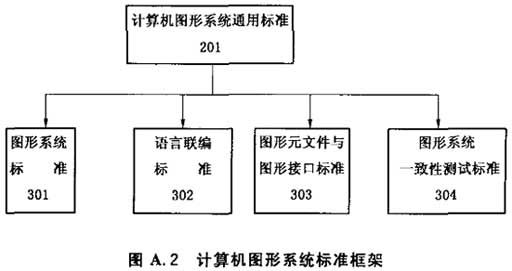 计算机图形系统通用标准
201
图形系统
标 准
301
语言联编
标 准
302
图形元文件与
图形接口标准
303
图形系统
一致性测试标准
304
图 A.2 计算机图形系统标准框架